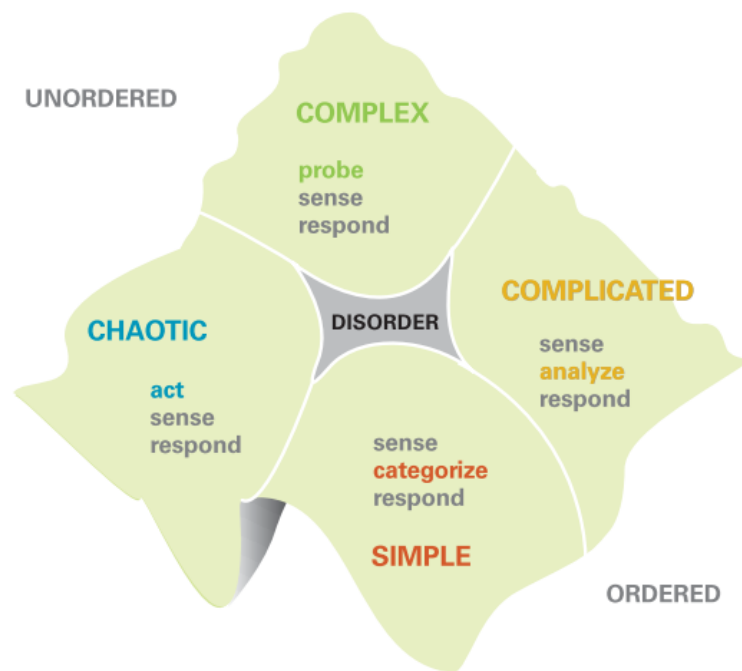 UNORDERED
COMPLEX
probe
sense
respond
COMPLICATED
sense
analyze
respond
DISORDER
CHAOTIC
act
sense
respond
sense
categorize
respond
SIMPLE
ORDERED